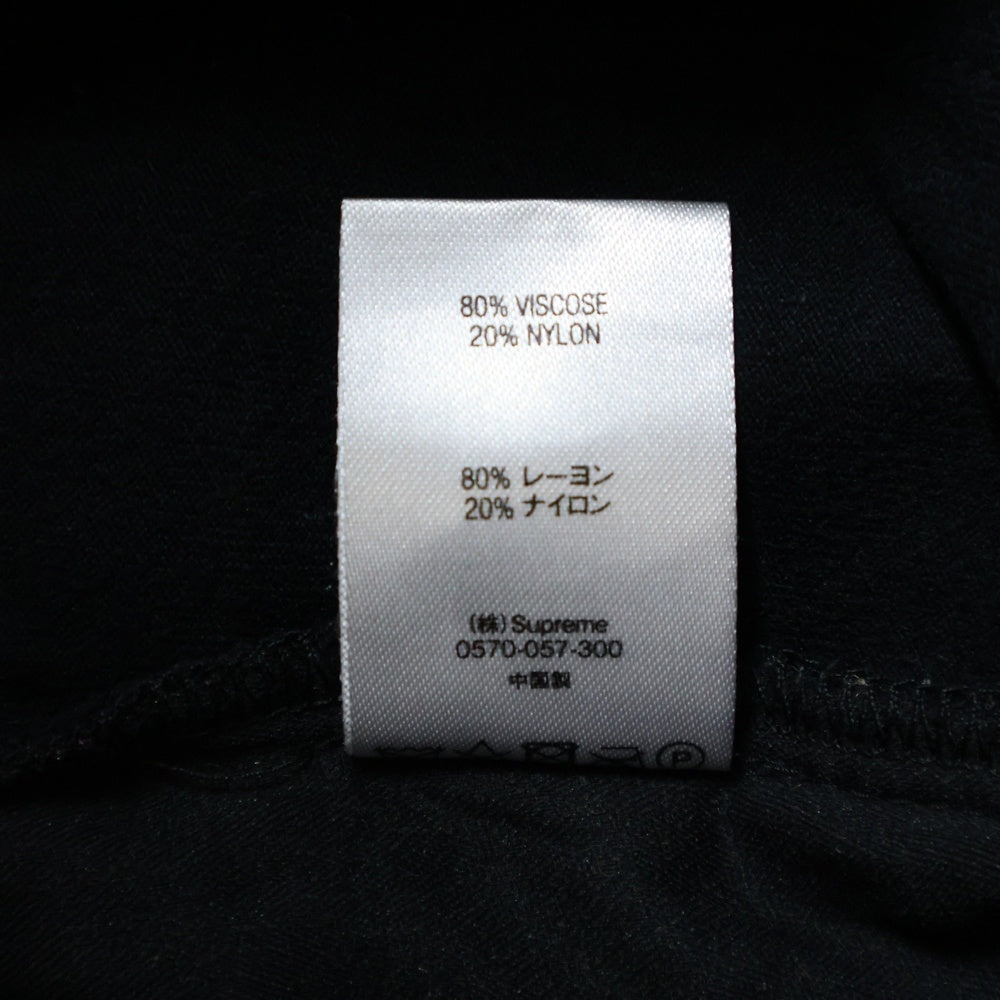 80% VISCOSE
20% NYLON
80% レーヨン
20% ナイロン
(株)Supreme
0570-057-300
中国製
P